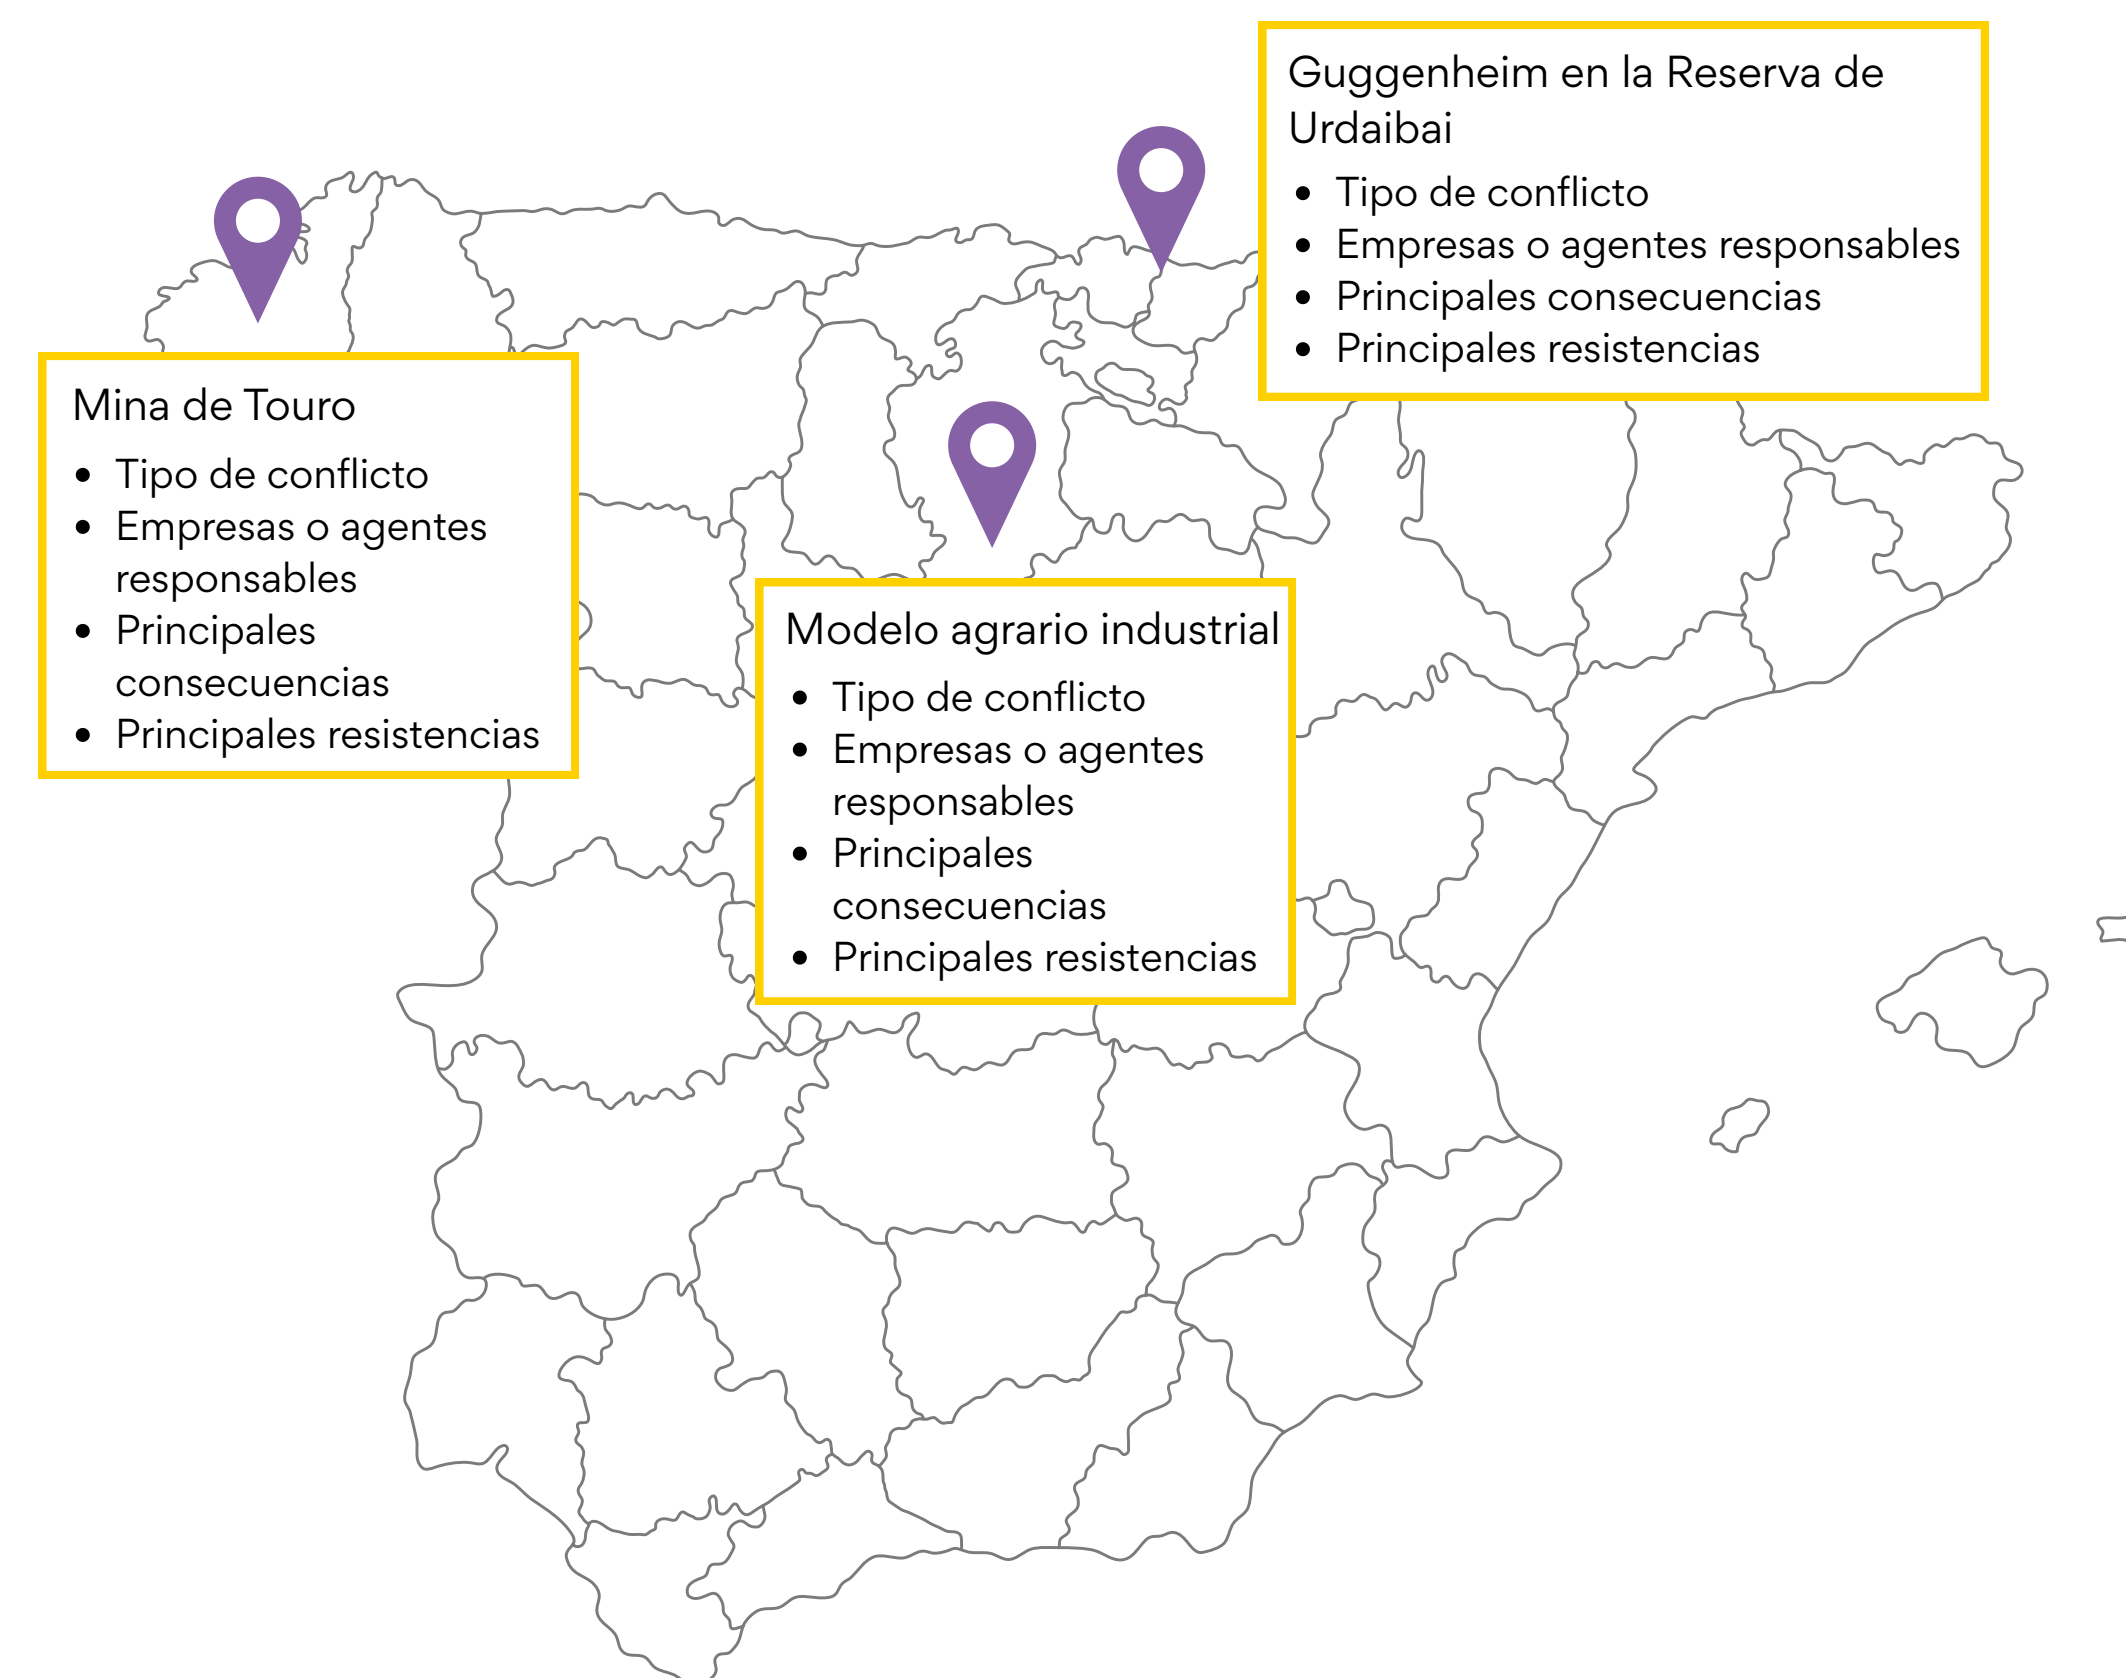 Guggenheim en la Reserva de
Urdaibai
• Tipo de conflicto
• Empresas o agentes responsables
• Principales consecuencias
• Principales resistencias
Mina de Touro
• Tipo de conflicto
• Empresas o agentes
responsables
• Principales
consecuencias
• Principales resistencias
Modelo agrario industrial
• Tipo de conflicto
• Empresas o agentes
responsables
• Principales
consecuencias
• Principales resistencias